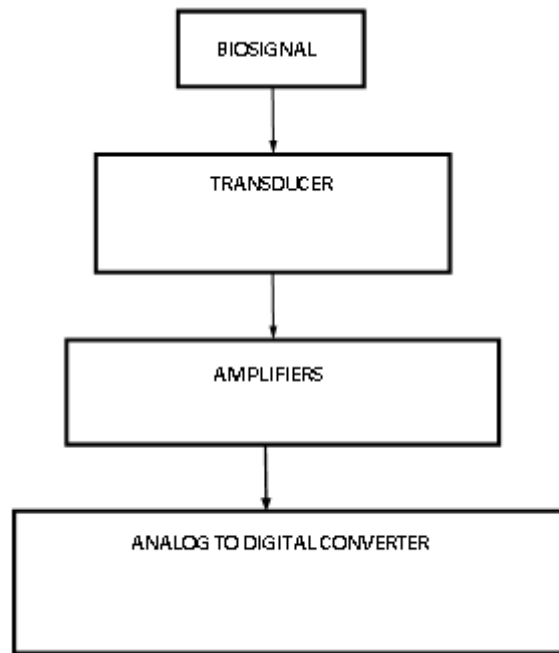 BIOSIGNAL
TRANSDUCER
AMPLIFIERS
ANALOG TO DIGITAL CONVERTER